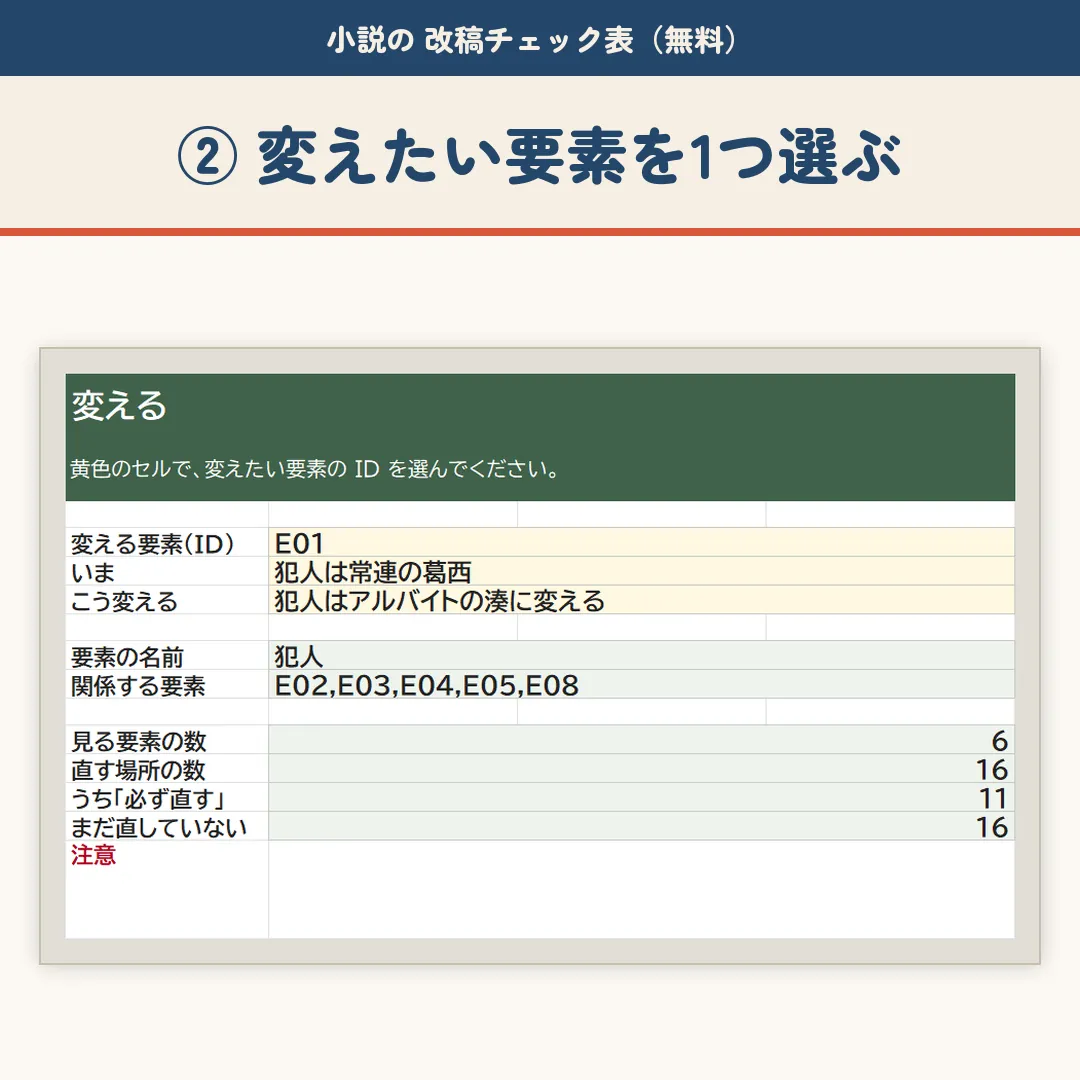 小説の 改稿チェック表（無料）
② 変えたい要素を1つ選ぶ
変える
黄色のセルで、変えたい要素の ID を選んでください。
変える要素（ID） E01
いま 犯人は常連の葛西
こう変える 犯人はアルバイトの湊に変える
要素の名前 犯人
関係する要素 E02,E03,E04,E05,E08
見る要素の数 6
直す場所の数 16
うち「必ず直す」 11
まだ直していない 16
注意